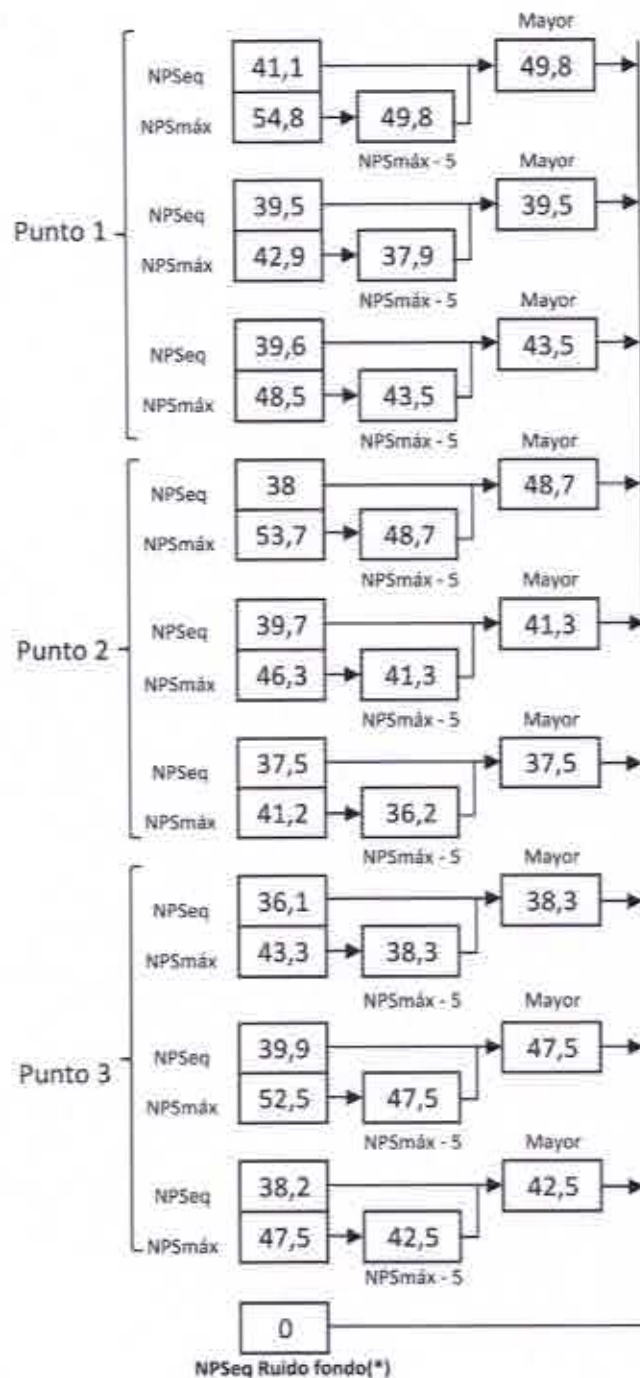 Mayor
NPSeq 41,1 49,8
NPSmáx 54,8 49,8
NPSmáx - 5
Mayor
NPSeq 39,5 39,5
Punto 1
NPSmáx 42,9 37,9
NPSmáx - 5
Mayor
NPSeq 39,6 43,5
NPSmáx 48,5 43,5
NPSmáx - 5
Mayor
NPSeq 38 48,7
NPSmáx 53,7 48,7
NPSmáx - 5
Mayor
NPSeq 39,7 41,3
Punto 2
NPSmáx 46,3 41,3
NPSmáx - 5
Mayor
NPSeq 37,5 37,5
NPSmáx 41,2 36,2
NPSmáx - 5
Mayor
NPSeq 36,1 38,3
NPSmáx 43,3 38,3
NPSmáx - 5
Mayor
NPSeq 39,9 47,5
Punto 3
NPSmáx 52,5 47,5
NPSmáx - 5
Mayor
NPSeq 38,2 42,5
NPSmáx 47,5 42,5
NPSmáx - 5
0
NPSeq Ruido fondo(*)